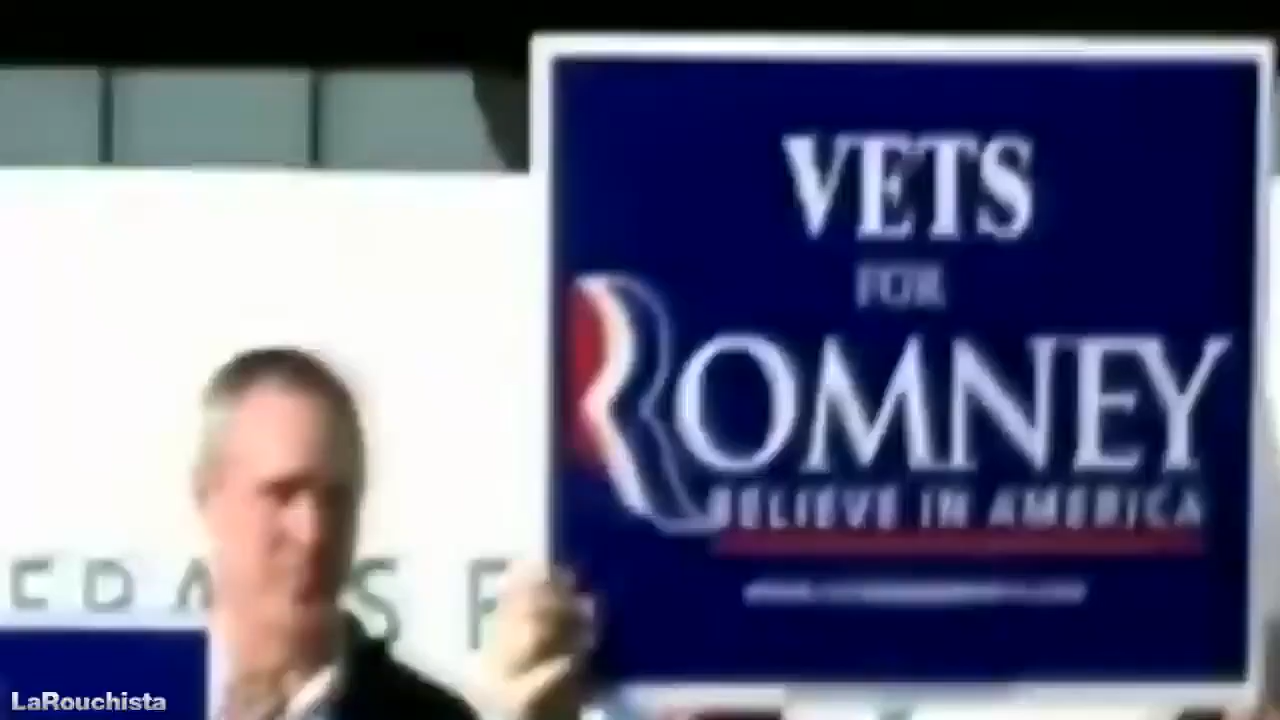 VETS
FOR
ROMNEY
BELIEVE IN AMERICA
LaRouchista